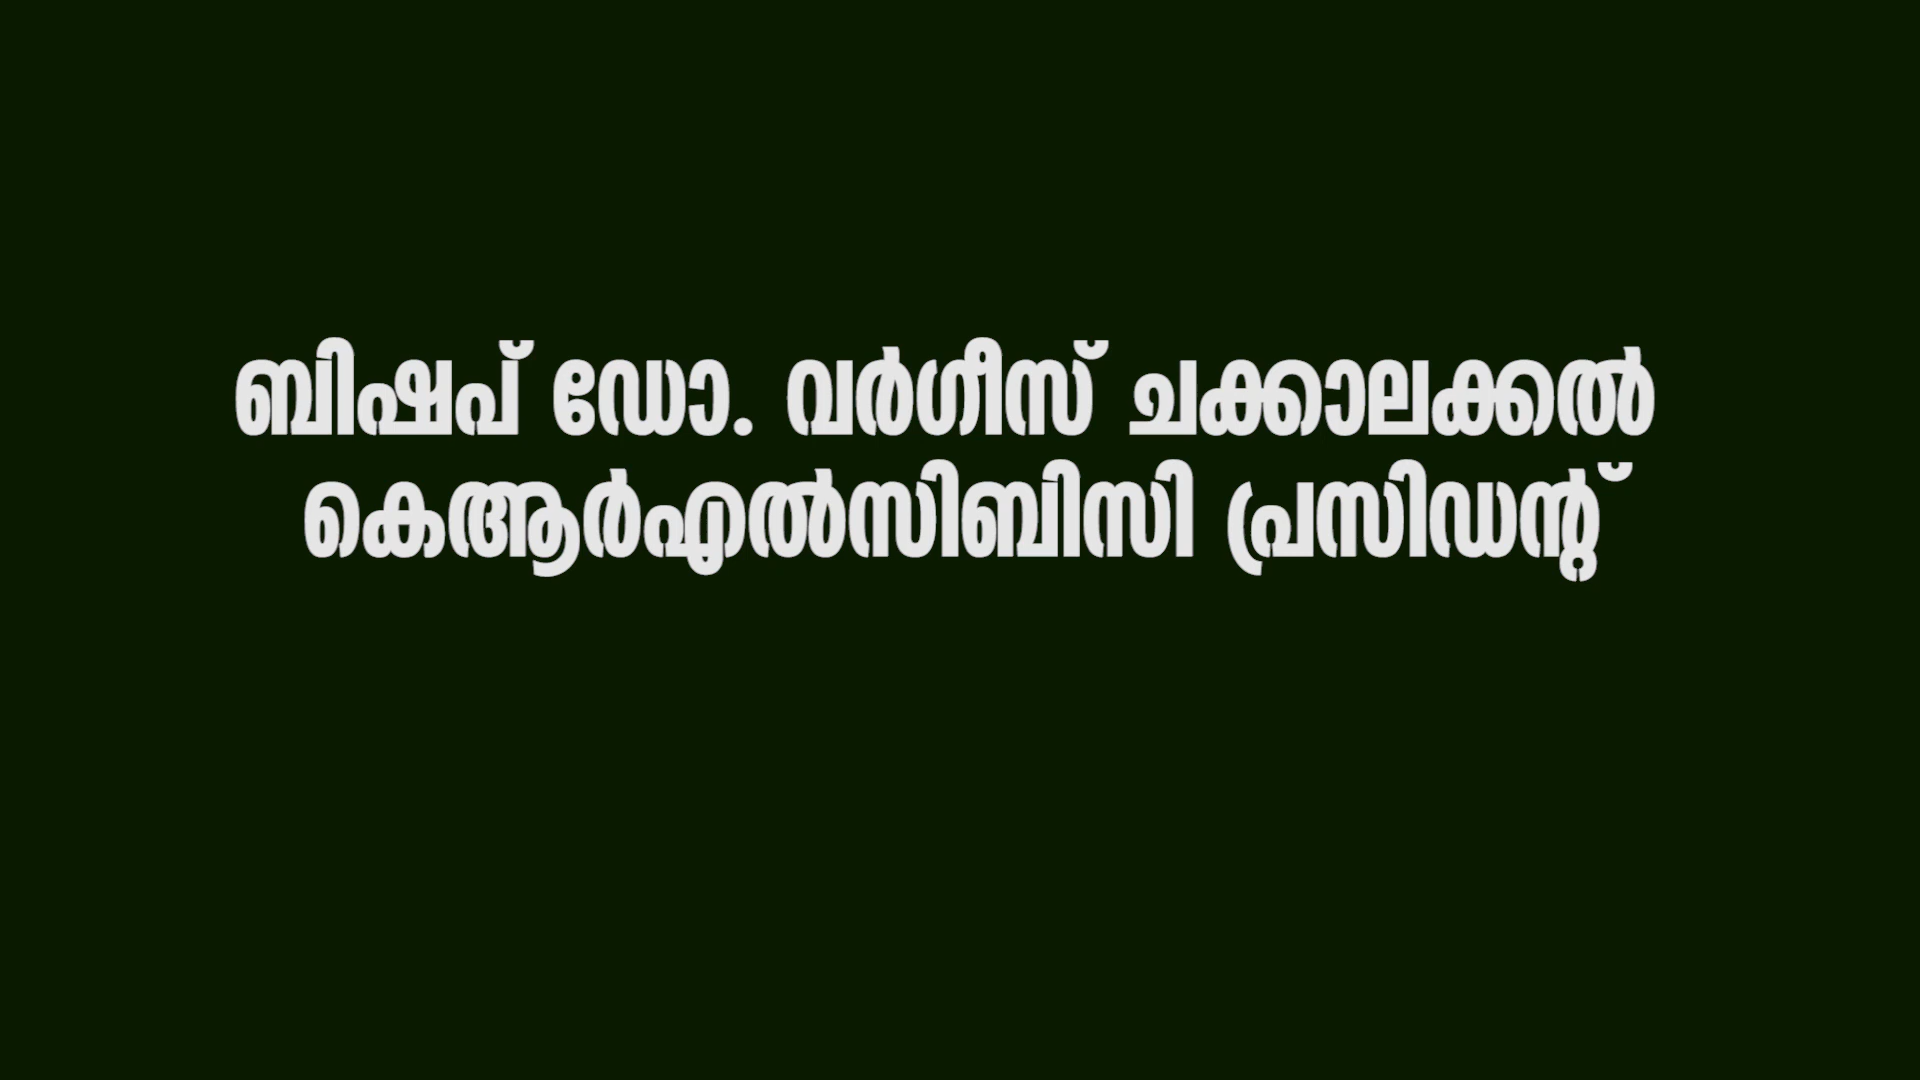 ബിഷപ് ഡോ. വർഗീസ് ചക്കാലക്കൽ
കെആർഎൽസിബിസി പ്രസിഡന്റ്